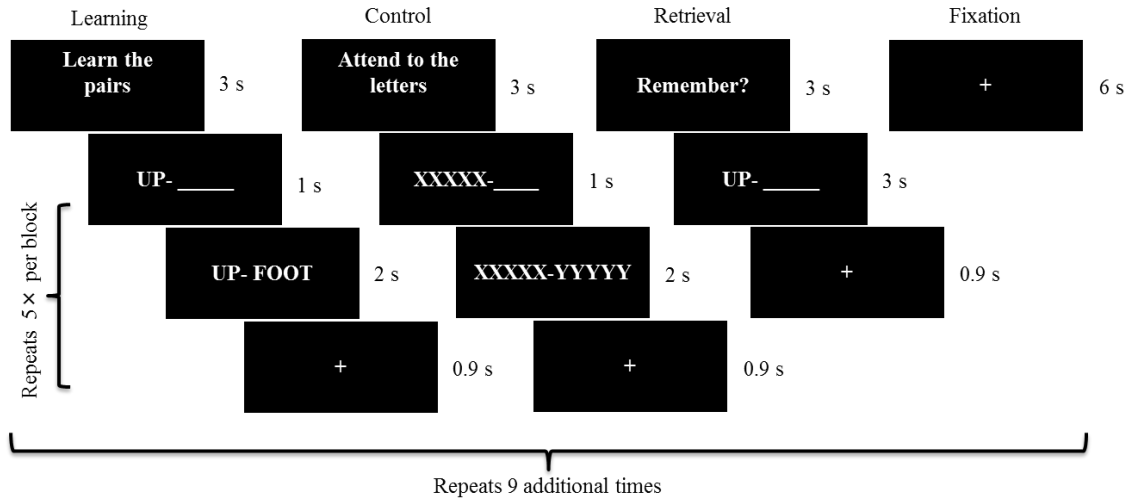 Learning Control Retrieval Fixation
Learn the
pairs
3 s
Attend to the
letters
3 s
Remember?
3 s
+
6 s
UP- _____
1 s
XXXXX-____
1 s
UP- _____
3 s
UP- FOOT
2 s
XXXXX-YYYYY
2 s
+
0.9 s
+
0.9 s
+
0.9 s
Repeats 5× per block
Repeats 9 additional times